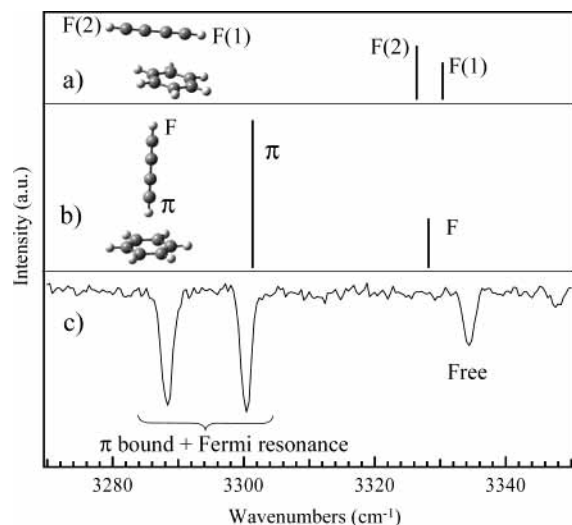 F(2)
F(1)
F(2)
F(1)
a)
F
π
π
b)
F
c)
Free
π bound + Fermi resonance
Intensity (a.u.)
3280
3300
3320
3340
Wavenumbers (cm⁻¹)